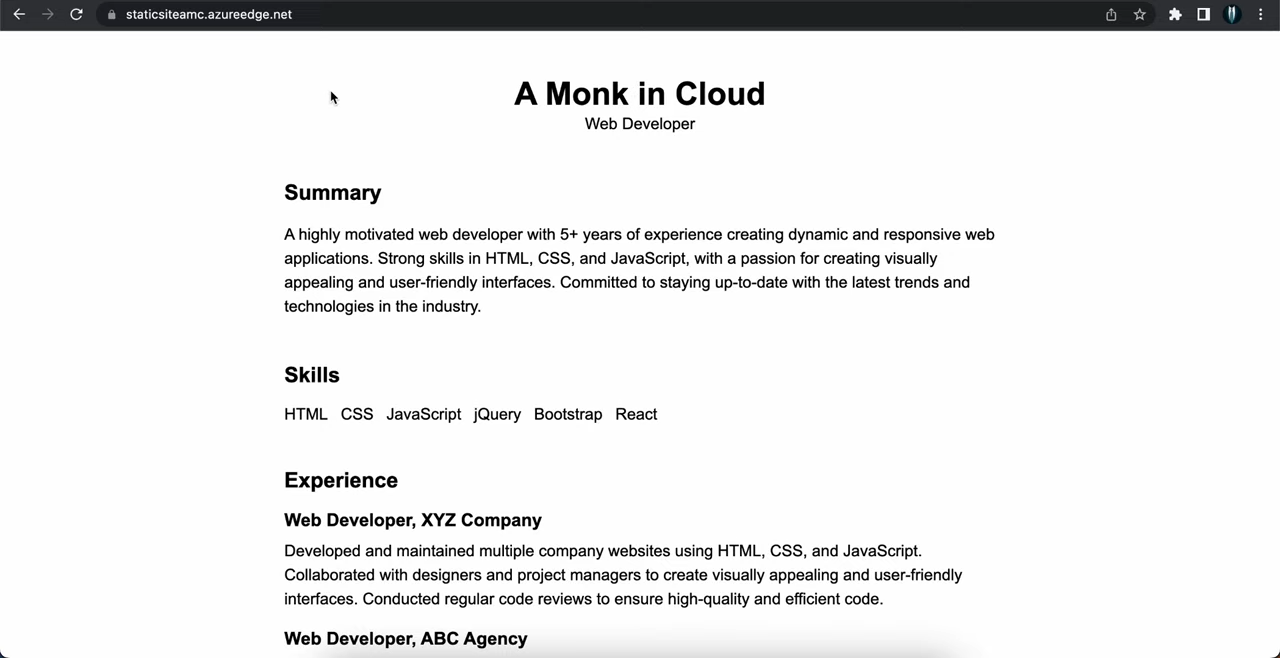 staticsiteamc.azureedge.net
A Monk in Cloud
Web Developer
Summary
A highly motivated web developer with 5+ years of experience creating dynamic and responsive web
applications. Strong skills in HTML, CSS, and JavaScript, with a passion for creating visually
appealing and user-friendly interfaces. Committed to staying up-to-date with the latest trends and
technologies in the industry.
Skills
HTML CSS JavaScript jQuery Bootstrap React
Experience
Web Developer, XYZ Company
Developed and maintained multiple company websites using HTML, CSS, and JavaScript.
Collaborated with designers and project managers to create visually appealing and user-friendly
interfaces. Conducted regular code reviews to ensure high-quality and efficient code.
Web Developer, ABC Agency